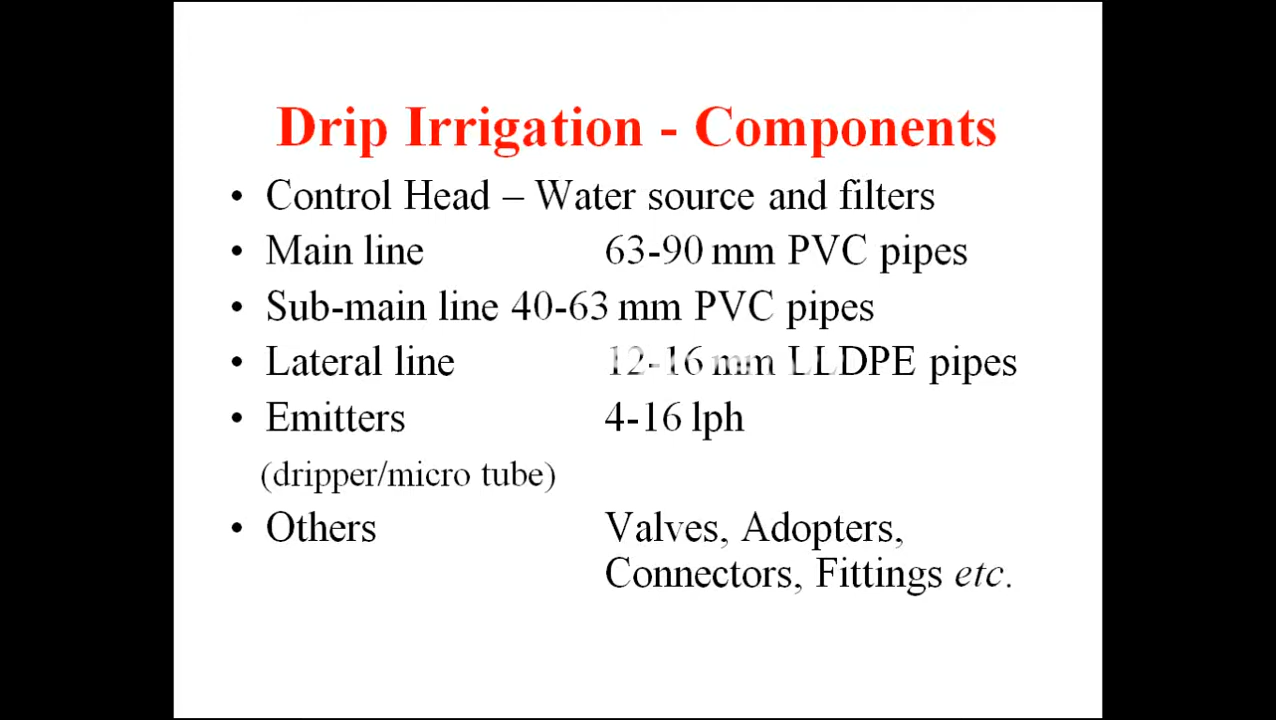 Drip Irrigation - Components
• Control Head – Water source and filters
• Main line 63-90 mm PVC pipes
• Sub-main line 40-63 mm PVC pipes
• Lateral line 12-16 mm LLDPE pipes
• Emitters 4-16 lph
(dripper/micro tube)
• Others Valves, Adopters,
Connectors, Fittings etc.